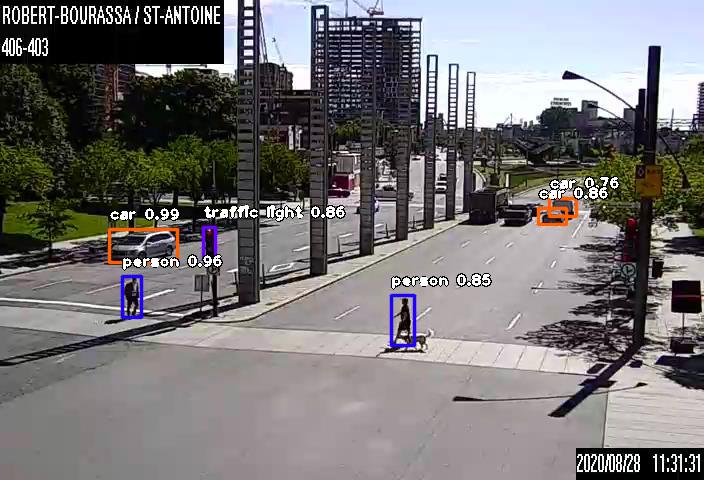 ROBERT-BOURASSA / ST-ANTOINE
406-403
car 0.76
car 0.86
car 0.99
traffic light 0.86
person 0.96
person 0.85
2020/08/28 11:31:31